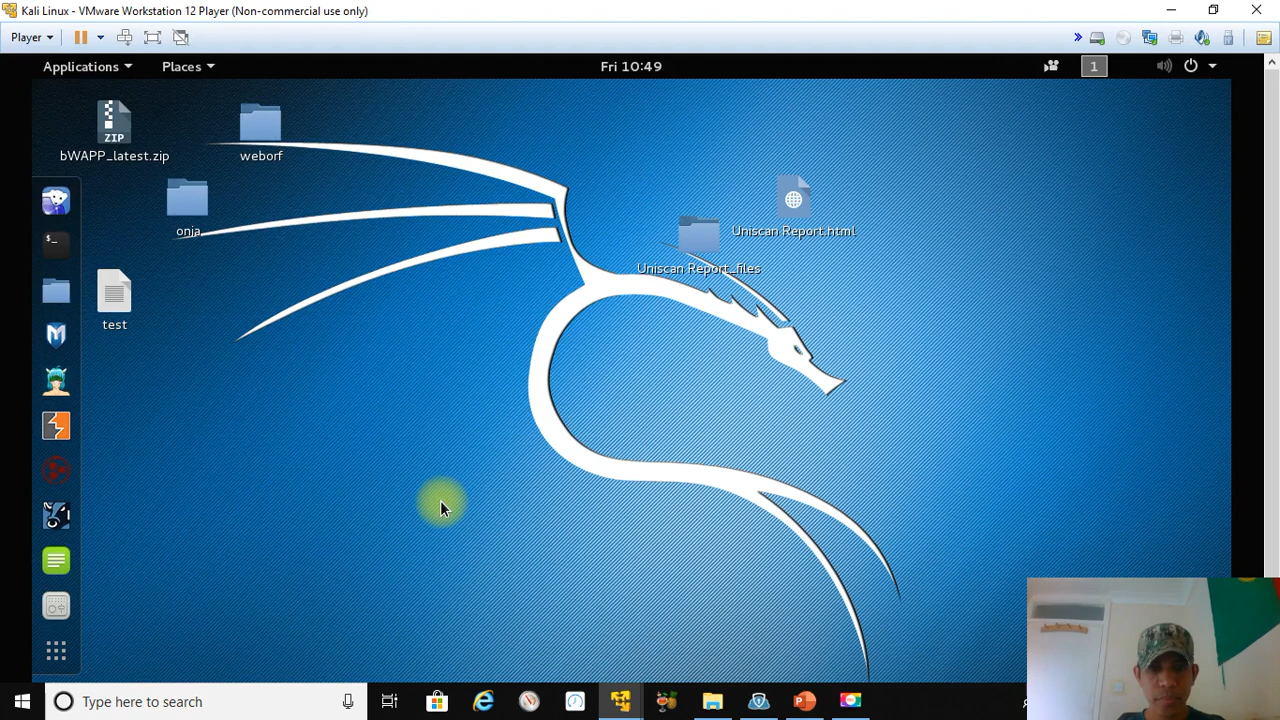 Kali Linux - VMware Workstation 12 Player (Non-commercial use only)
Player
Applications Places Fri 10:49 1
ZIP
bWAPP_latest.zip
weborf
onja
Uniscan Report.html
Uniscan Report_files
test
$_
Type here to search